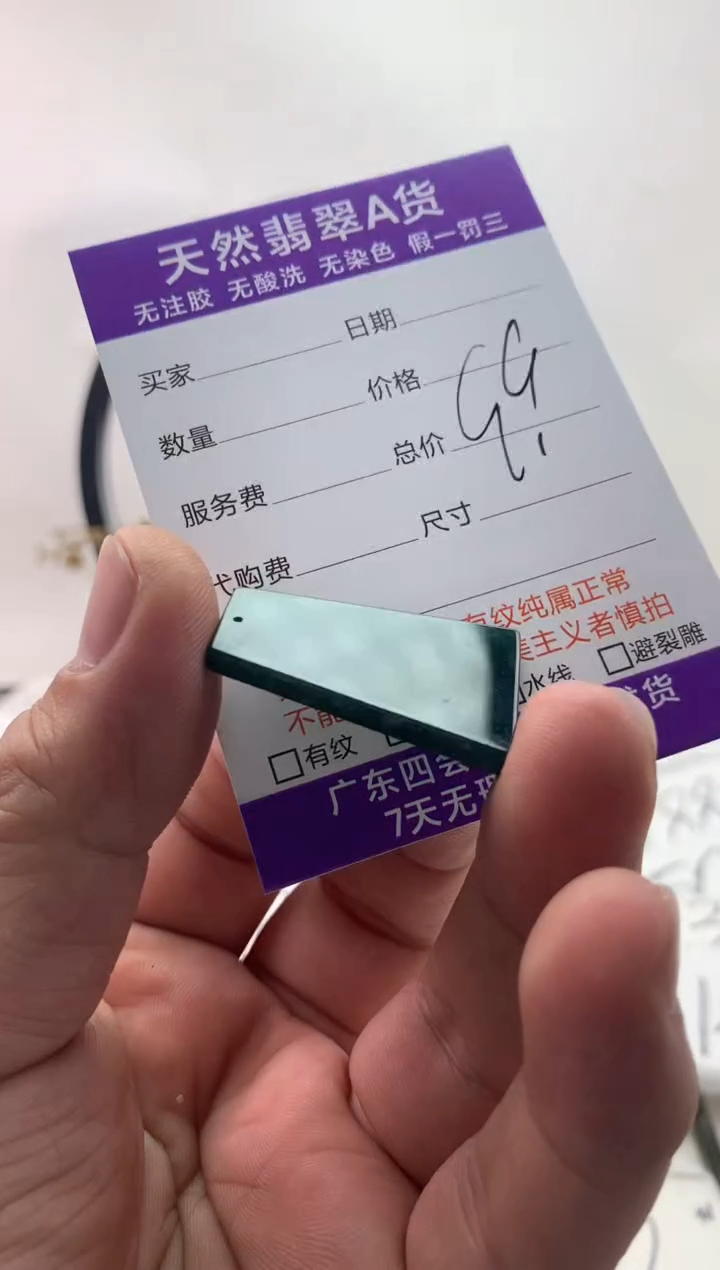 天然翡翠A货
无注胶 无酸洗 无染色 假一罚三
买家 日期
数量 价格
服务费 总价
代购费 尺寸
有纹纯属正常
美主义者慎拍
不能
有纹 水线 避裂雕
广东四会 货
7天无理